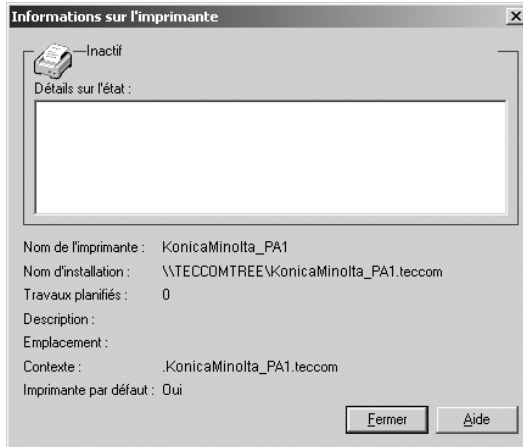 Informations sur l'imprimante
Inactif
Détails sur l'état :
Nom de l'imprimante : KonicaMinolta_PA1
Nom d'installation : \\TECCOMTREE\KonicaMinolta_PA1.teccom
Travaux planifiés : 0
Description :
Emplacement :
Contexte : .KonicaMinolta_PA1.teccom
Imprimante par défaut : Oui
Fermer Aide